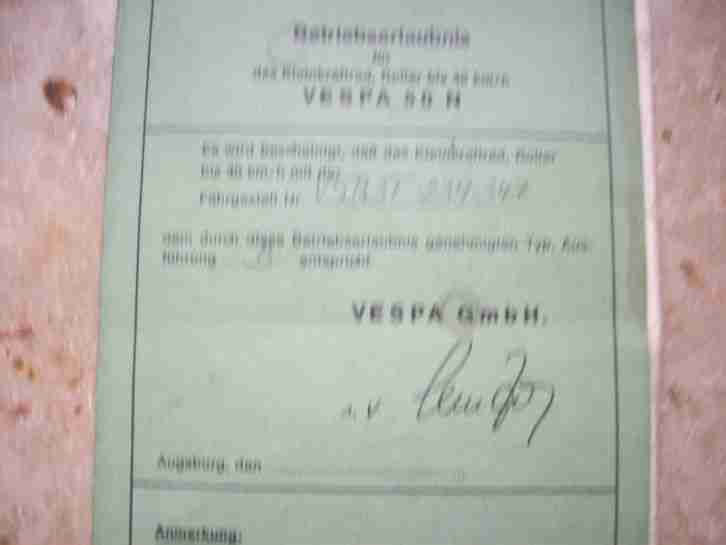 Betriebserlaubnis
für
das Kleinkraftrad, Roller bis 40 km/h
VESPA 50 N
Es wird bescheinigt, daß das Kleinkraftrad, Roller
bis 40 km/h mit der
Fahrgestell Nr.
dem durch diese Betriebserlaubnis genehmigten Typ, Aus-
führung entspricht
VESPA GmbH.
Augsburg, den
Anmerkung: